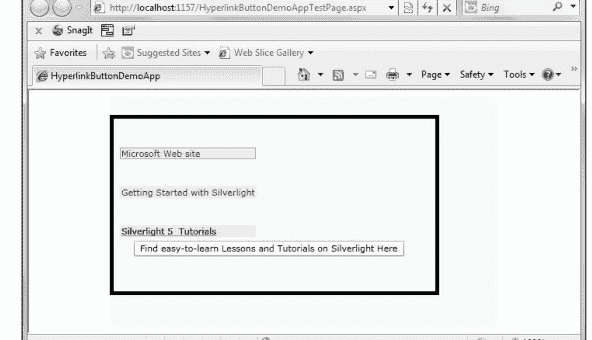 http://localhost:1157/HyperlinkButtonDemoAppTestPage.aspx
Bing
x SnagIt
Favorites Suggested Sites Web Slice Gallery
HyperlinkButtonDemoApp Page Safety Tools »
Microsoft Web site
Getting Started with Silverlight
Silverlight 5 Tutorials
Find easy-to-learn Lessons and Tutorials on Silverlight Here